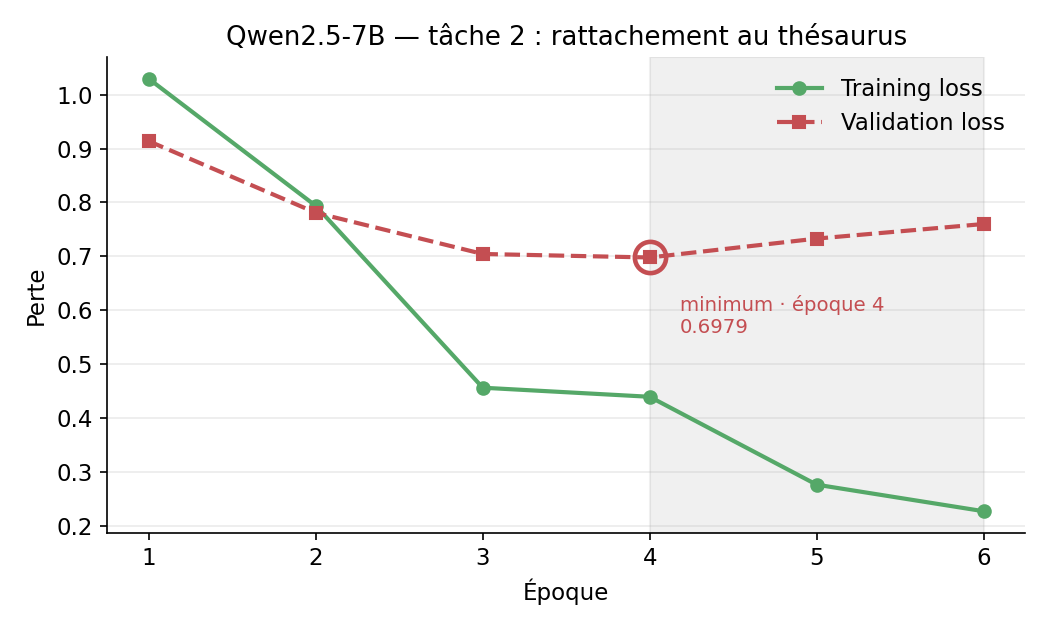 Qwen2.5-7B — tâche 2 : rattachement au thésaurus
Training loss
Validation loss
1.0
0.9
0.8
0.7
0.6
0.5
0.4
0.3
0.2
Perte
minimum · époque 4
0.6979
1 2 3 4 5 6
Époque